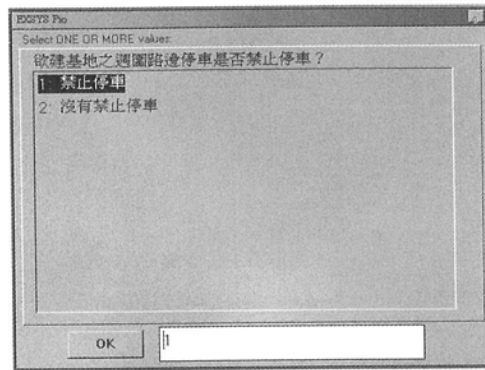 EXSYS Pro
Select ONE OR MORE values:
欲建基地之週圍路邊停車是否禁止停車？
1: 禁止停車
2: 沒有禁止停車
OK
1